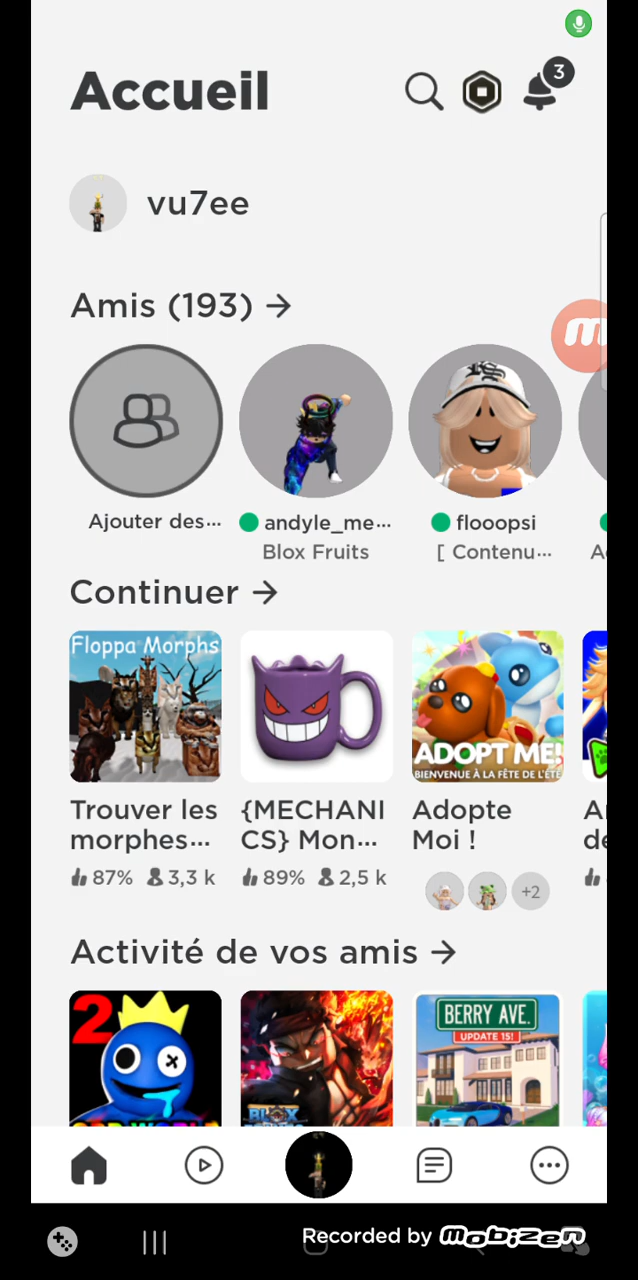 Accueil
3
vu7ee
Amis (193)
Ajouter des...
andyle_me...
flooopsi
Blox Fruits
[ Contenu...
Continuer
Floppa Morphs
ADOPT ME!
BIENVENUE À LA FÊTE DE L'ÉTÉ
Trouver les
morphes...
{MECHANI
CS} Mon...
Adopte
Moi !
87%
3,3 k
89%
2,5 k
+2
Activité de vos amis
2
BERRY AVE.
UPDATE 15!
BLOX
Recorded by mobizen